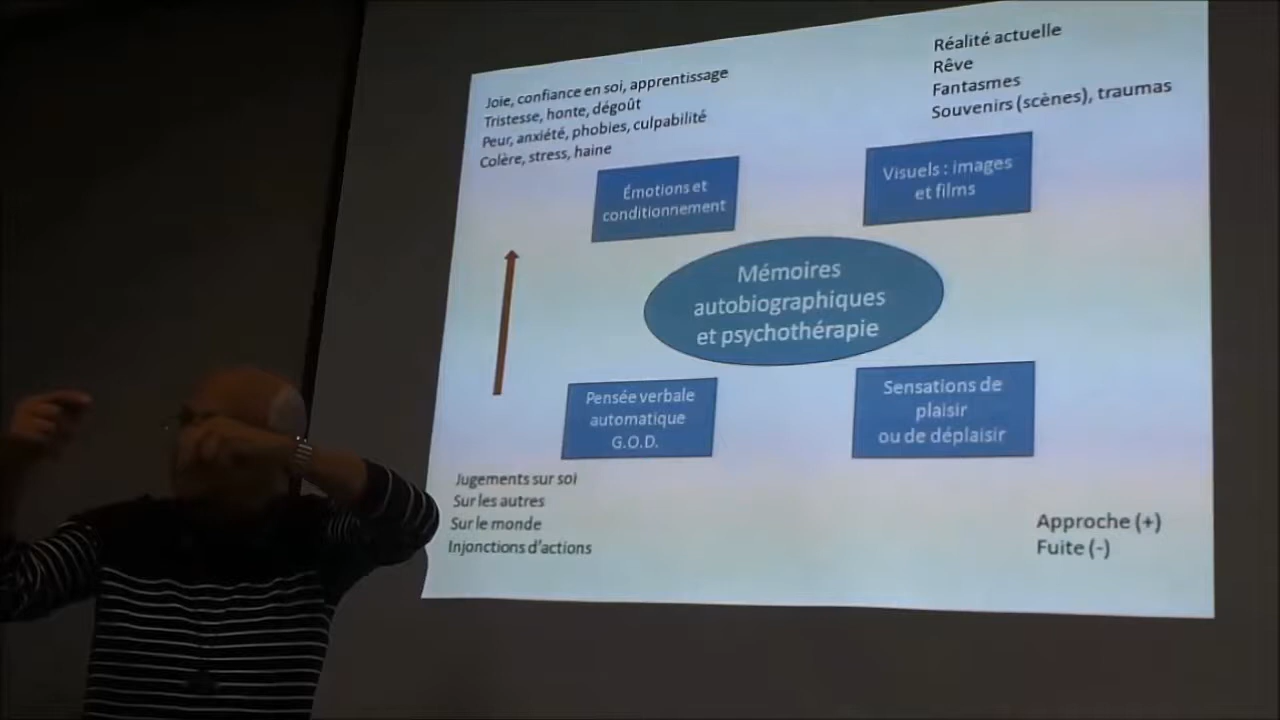 Joie, confiance en soi, apprentissage
Tristesse, honte, dégoût
Peur, anxiété, phobies, culpabilité
Colère, stress, haine
Réalité actuelle
Rêve
Fantasmes
Souvenirs (scènes), traumas
Émotions et
conditionnement
Visuels : images
et films
Mémoires
autobiographiques
et psychothérapie
Pensée verbale
automatique
G.O.D.
Sensations de
plaisir
ou de déplaisir
Jugements sur soi
Sur les autres
Sur le monde
Injonctions d'actions
Approche (+)
Fuite (-)